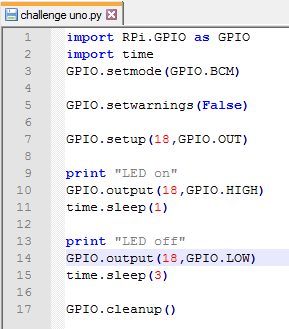 challenge uno.py
1 import RPi.GPIO as GPIO
2 import time
3 GPIO.setmode(GPIO.BCM)
4
5 GPIO.setwarnings(False)
6
7 GPIO.setup(18,GPIO.OUT)
8
9 print "LED on"
10 GPIO.output(18,GPIO.HIGH)
11 time.sleep(1)
12
13 print "LED off"
14 GPIO.output(18,GPIO.LOW)
15 time.sleep(3)
16
17 GPIO.cleanup()